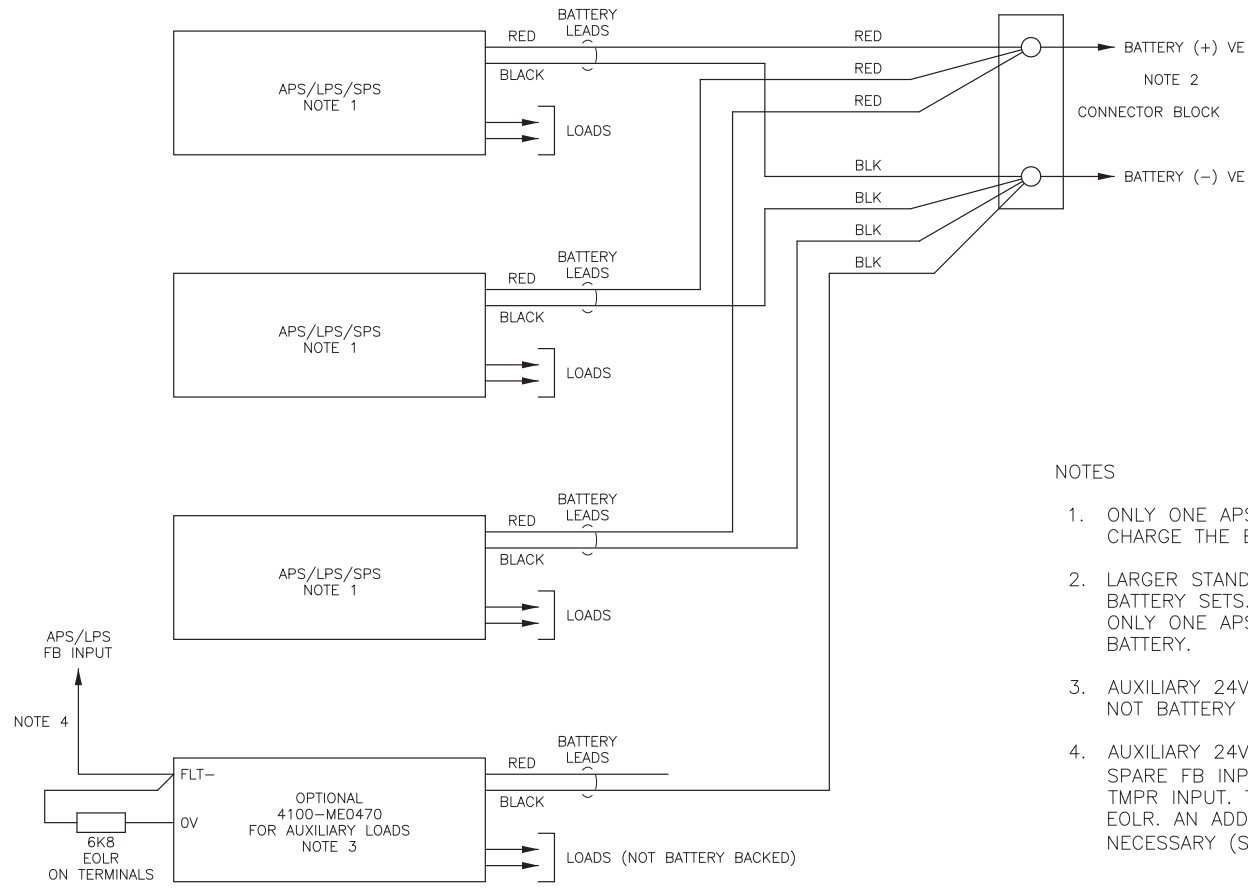 BATTERY
LEADS
RED
BLACK
APS/LPS/SPS
NOTE 1
LOADS
RED
RED
RED
BLK
BLK
BLK
BLK
BATTERY (+) VE
NOTE 2
CONNECTOR BLOCK
BATTERY (−) VE
BATTERY
LEADS
RED
BLACK
APS/LPS/SPS
NOTE 1
LOADS
BATTERY
LEADS
RED
BLACK
APS/LPS/SPS
NOTE 1
LOADS
APS/LPS
FB INPUT
NOTE 4
FLT−
0V
6K8
EOLR
ON TERMINALS
OPTIONAL
4100−ME0470
FOR AUXILIARY LOADS
NOTE 3
BATTERY
LEADS
RED
BLACK
LOADS (NOT BATTERY BACKED)
NOTES
1. ONLY ONE APS
CHARGE THE
2. LARGER STAND
BATTERY SETS.
ONLY ONE APS
BATTERY.
3. AUXILIARY 24V
NOT BATTERY
4. AUXILIARY 24V
SPARE FB INP
TMPR INPUT.
EOLR. AN ADD
NECESSARY (S